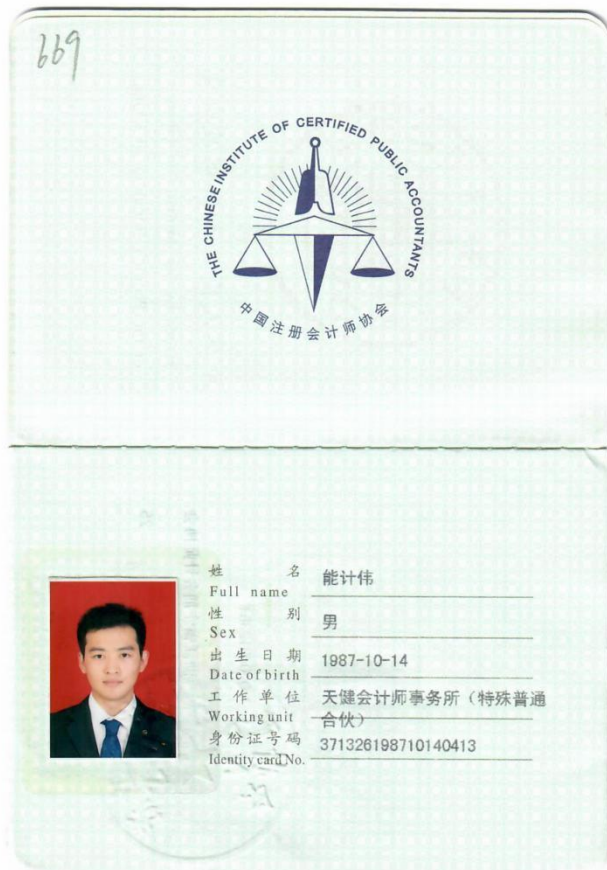 669
THE CHINESE INSTITUTE OF CERTIFIED PUBLIC ACCOUNTANTS
中国注册会计师协会
姓 名 能计伟
Full name
性 别 男
Sex
出生日期 1987-10-14
Date of birth
工作单位 天健会计师事务所（特殊普通
Working unit 合伙）
身份证号码 371326198710140413
Identity card No.